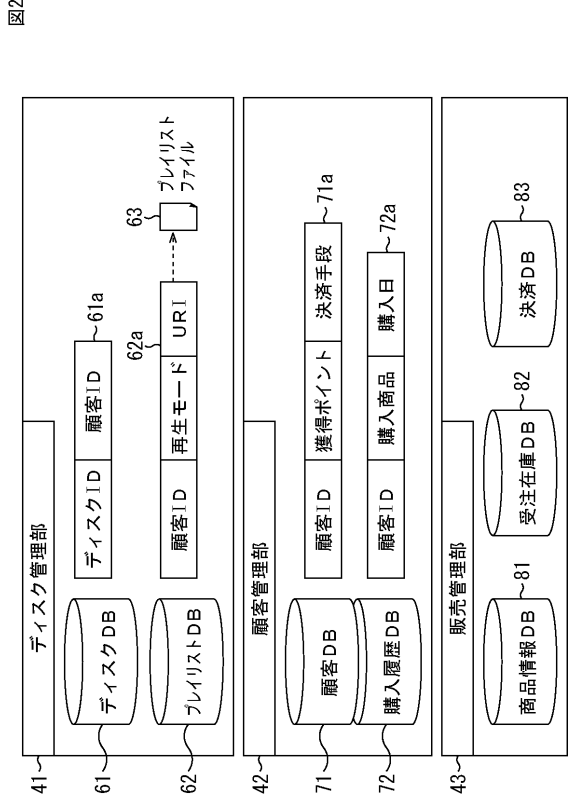 図2
41
ディスク管理部
61
ディスクDB
ディスクID
顧客ID
61a
62
プレイリストDB
顧客ID
再生モード
URI
62a
63
プレイリスト
ファイル
42
顧客管理部
71
顧客DB
顧客ID
獲得ポイント
決済手段
71a
72
購入履歴DB
顧客ID
購入商品
購入日
72a
43
販売管理部
商品情報DB
81
受注在庫DB
82
決済DB
83